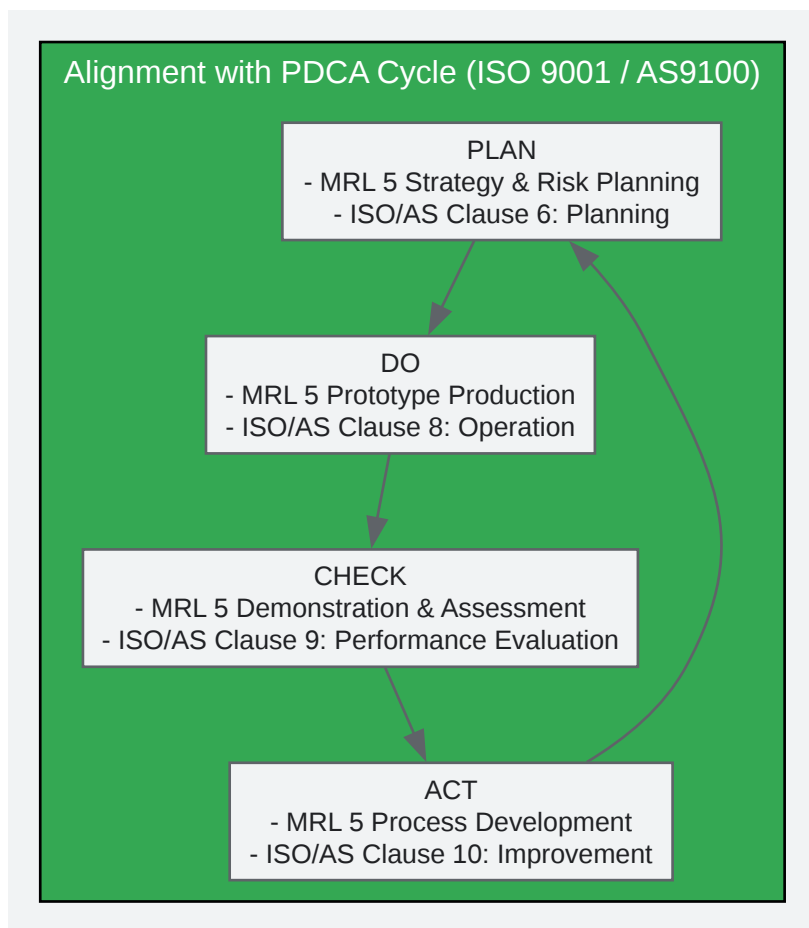 Alignment with PDCA Cycle (ISO 9001 / AS9100)
PLAN
- MRL 5 Strategy & Risk Planning
- ISO/AS Clause 6: Planning
DO
- MRL 5 Prototype Production
- ISO/AS Clause 8: Operation
CHECK
- MRL 5 Demonstration & Assessment
- ISO/AS Clause 9: Performance Evaluation
ACT
- MRL 5 Process Development
- ISO/AS Clause 10: Improvement